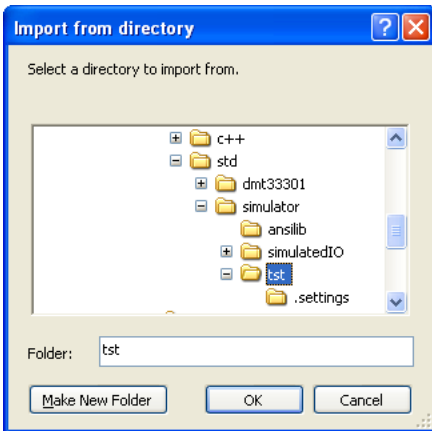 Import from directory
Select a directory to import from.
c++
std
dmt33301
simulator
ansilib
simulatedIO
tst
.settings
Folder: tst
Make New Folder OK Cancel